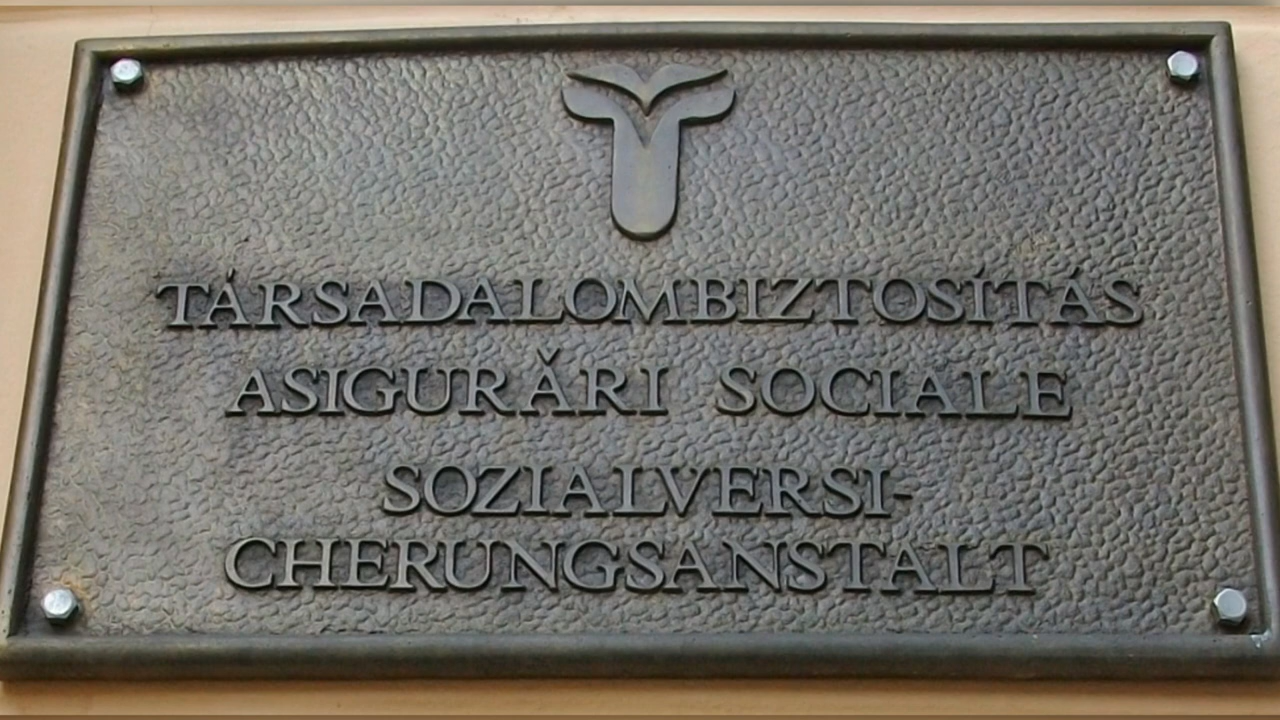 TÁRSADALOMBIZTOSÍTÁS
ASIGURĂRI SOCIALE
SOZIALVERSI-
CHERUNGSANSTALT